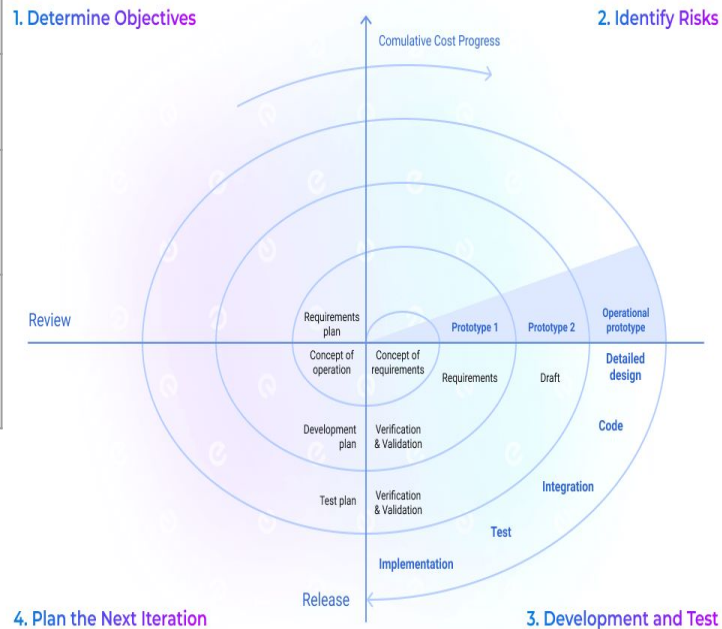 1. Determine Objectives
2. Identify Risks
Comulative Cost Progress
Review
Requirements
plan
Prototype 1
Prototype 2
Operational
prototype
Concept of
operation
Concept of
requirements
Requirements
Draft
Detailed
design
Development
plan
Verification
& Validation
Code
Test plan
Verification
& Validation
Integration
Test
Implementation
Release
4. Plan the Next Iteration
3. Development and Test